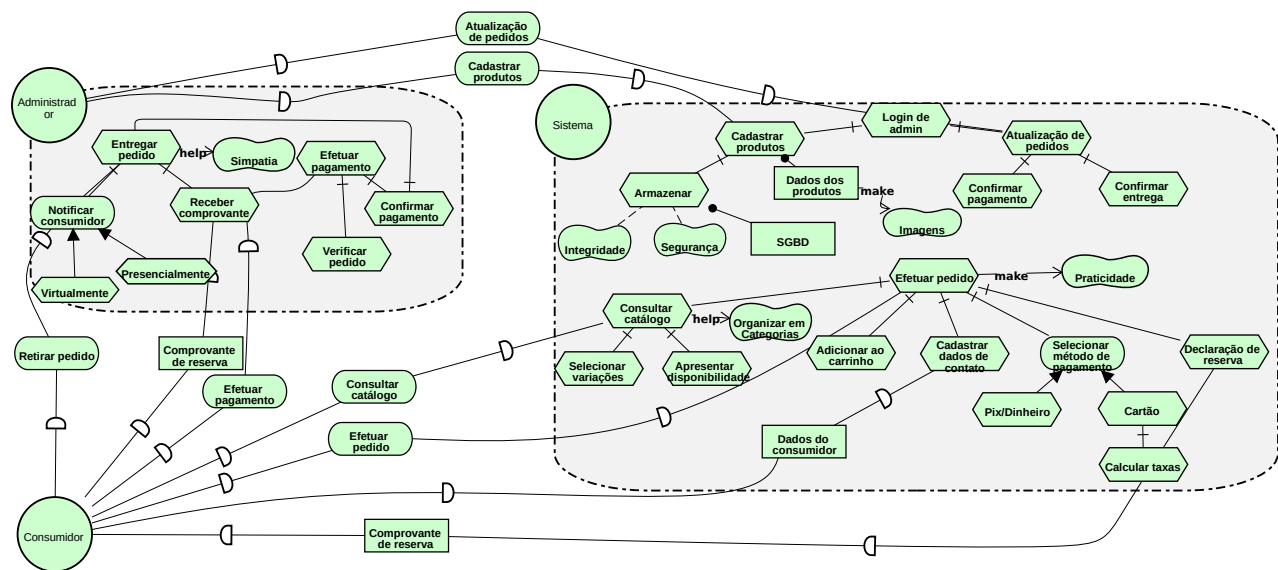 Atualização
de pedidos
Cadastrar
produtos
Administrad
or
Entregar
pedido
help
Simpatia
Efetuar
pagamento
Notificar
consumidor
Receber
comprovante
Confirmar
pagamento
Verificar
pedido
Presencialmente
Virtualmente
Sistema
Login de
admin
Cadastrar
produtos
Atualização de
pedidos
Armazenar
Dados dos
produtos
make
Imagens
Confirmar
pagamento
Confirmar
entrega
Integridade
Segurança
SGBD
Efetuar pedido
make
Praticidade
Consultar
catálogo
help
Organizar em
Categorias
Selecionar
variações
Apresentar
disponibilidade
Adicionar ao
carrinho
Cadastrar
dados de
contato
Selecionar
método de
pagamento
Declaração de
reserva
Pix/Dinheiro
Cartão
Calcular taxas
Retirar pedido
Comprovante
de reserva
Efetuar
pagamento
Consultar
catálogo
Efetuar
pedido
Dados do
consumidor
Consumidor
Comprovante
de reserva